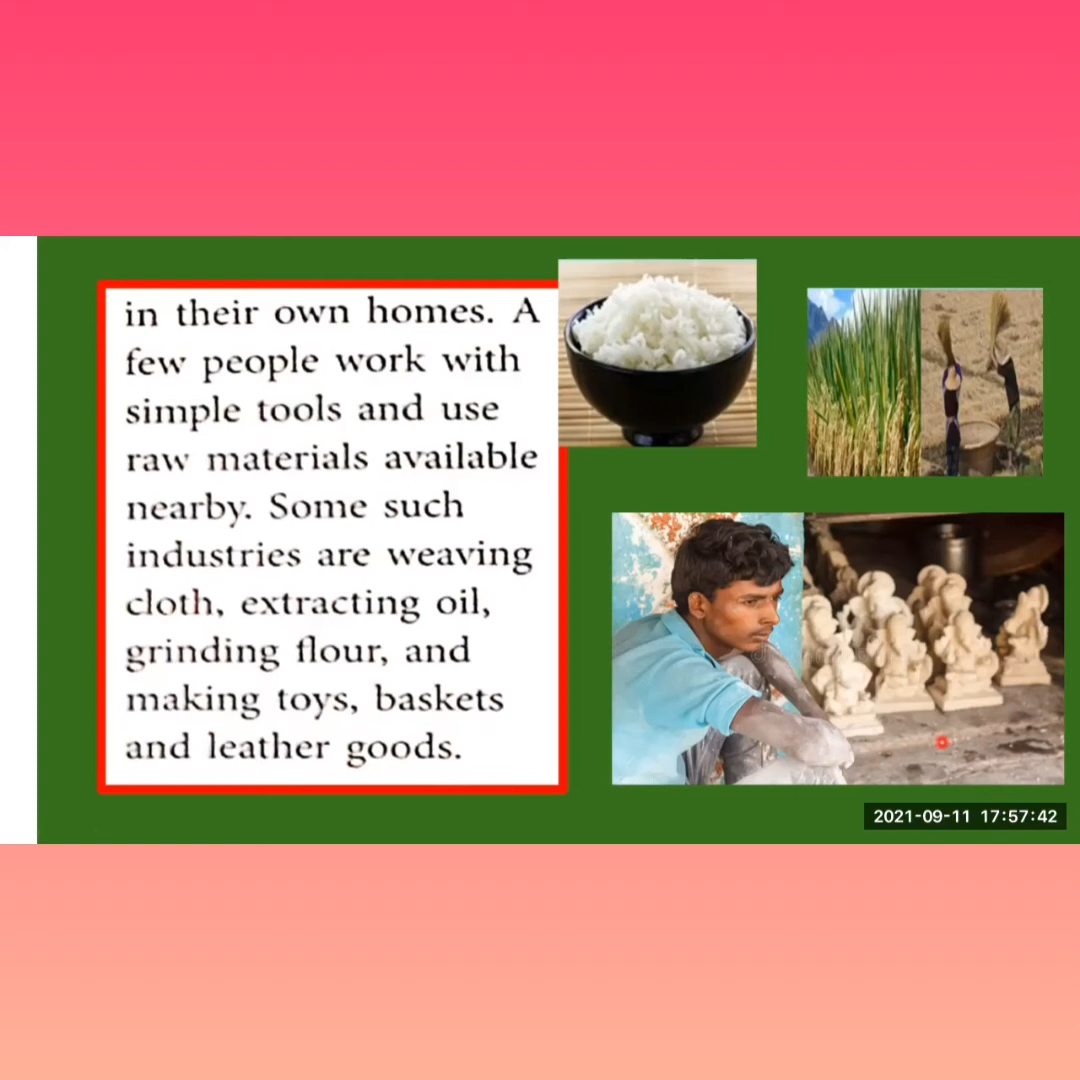 in their own homes. A
few people work with
simple tools and use
raw materials available
nearby. Some such
industries are weaving
cloth, extracting oil,
grinding flour, and
making toys, baskets
and leather goods.
2021-09-11 17:57:42